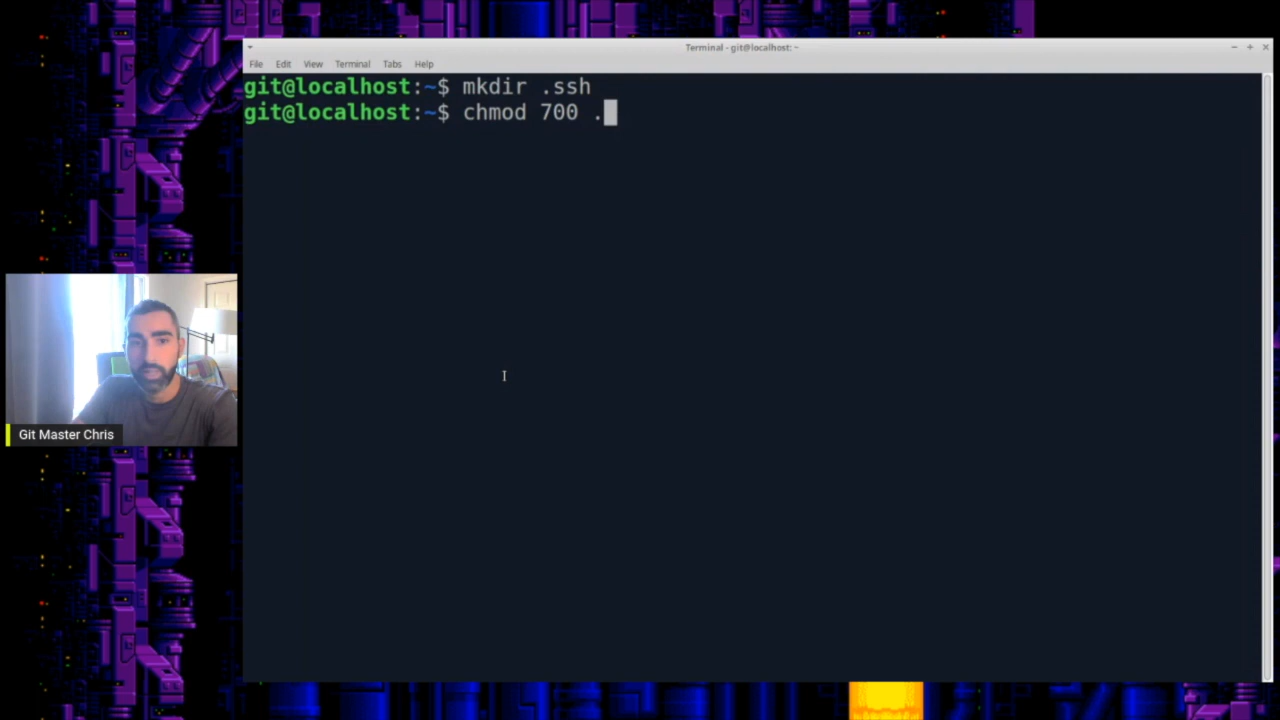 Terminal - git@localhost: ~
File Edit View Terminal Tabs Help
git@localhost:~$ mkdir .ssh
git@localhost:~$ chmod 700 .
Git Master Chris